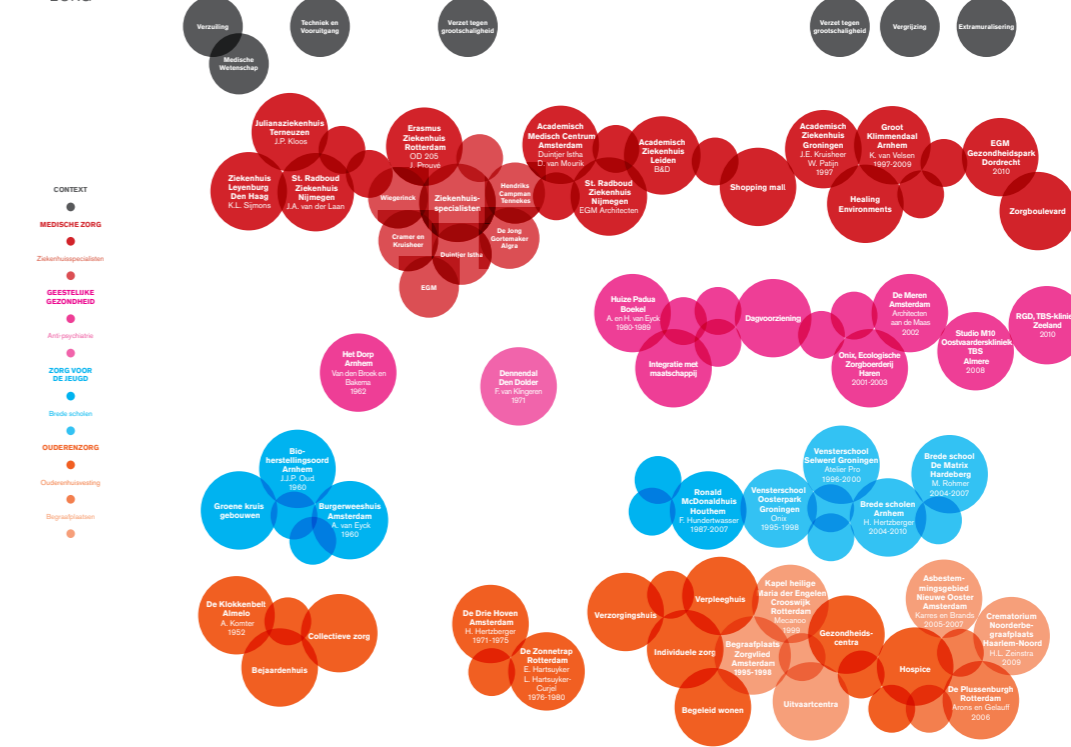 Verzuiling
Medische
Wetenschap
Techniek en
Vooruitgang
Verzet tegen
grootschaligheid
Verzet tegen
grootschaligheid
Vergrijzing
Extramuralisering
CONTEXT
MEDISCHE ZORG
Ziekenhuisspecialisten
GEESTELIJKE
GEZONDHEID
Anti-psychiatrie
ZORG VOOR
DE JEUGD
Brede scholen
OUDERENZORG
Ouderenhuisvesting
Begraafplaatsen
Julianaziekenhuis
Terneuzen
J.P. Kloos
Ziekenhuis
Leyenburg
Den Haag
K.L. Sijmons
St. Radboud
Ziekenhuis
Nijmegen
J.A. van der Laan
Erasmus
Ziekenhuis
Rotterdam
OD 205
J. Prouvé
Wiegerinck
Ziekenhuis-
specialisten
Hendriks
Campman
Tennekes
Cramer en
Kruisheer
Duintjer Istha
De Jong
Gortemaker
Algra
EGM
Academisch
Medisch Centrum
Amsterdam
Duintjer Istha
D. van Mourik
St. Radboud
Ziekenhuis
Nijmegen
EGM Architecten
Academisch
Ziekenhuis
Leiden
B&D
Shopping mall
Academisch
Ziekenhuis
Groningen
J.E. Kruisheer
W. Patijn
1997
Groot
Klimmendaal
Arnhem
K. van Velsen
1997-2009
Healing
Environments
EGM
Gezondheidspark
Dordrecht
2010
Zorgboulevard
Het Dorp
Arnhem
Van den Broek en
Bakema
1962
Dennendal
Den Dolder
F. van Klingeren
1971
Huize Padua
Boekel
A. en H. van Eyck
1980-1989
Integratie met
maatschappij
Dagvoorziening
De Meren
Amsterdam
Architecten
aan de Maas
2002
Onix, Ecologische
Zorgboerderij
Haren
2001-2003
Studio M10
Oostvaarderskliniek
TBS
Almere
2008
RGD, TBS-klinie
Zeeland
2010
Bio-
herstellingsoord
Arnhem
J.J.P. Oud
1960
Groene kruis
gebouwen
Burgerweeshuis
Amsterdam
A. van Eyck
1960
Ronald
McDonaldhuis
Houthem
F. Hundertwasser
1987-2007
Vensterschool
Oosterpark
Groningen
Onix
1995-1998
Vensterschool
Selwerd Groningen
Atelier Pro
1996-2000
Brede scholen
Arnhem
H. Hertzberger
2004-2010
Brede school
De Matrix
Hardeberg
M. Rohmer
2004-2007
De Klokkenbelt
Almelo
A. Komter
1952
Collectieve zorg
Bejaardenhuis
De Drie Hoven
Amsterdam
H. Hertzberger
1971-1975
De Zonnetrap
Rotterdam
E. Hartsuyker
L. Hartsuyker-
Curjel
1976-1980
Verzorgingshuis
Verpleeghuis
Individuele zorg
Begeleid wonen
Kapel heilige
Maria der Engelen
Crooswijk
Rotterdam
Mecanoo
1999
Begraafplaats
Zorgvlied
Amsterdam
1995-1998
Uitvaartcentra
Gezondheids-
centra
Hospice
Asbestem-
mingsgebied
Nieuwe Ooster
Amsterdam
Karres en Brands
2005-2007
Crematorium
Noorderbe-
graafplaats
Haarlem-Noord
H.L. Zeinstra
2009
De Plussenburgh
Rotterdam
Arons en Gelauff
2006